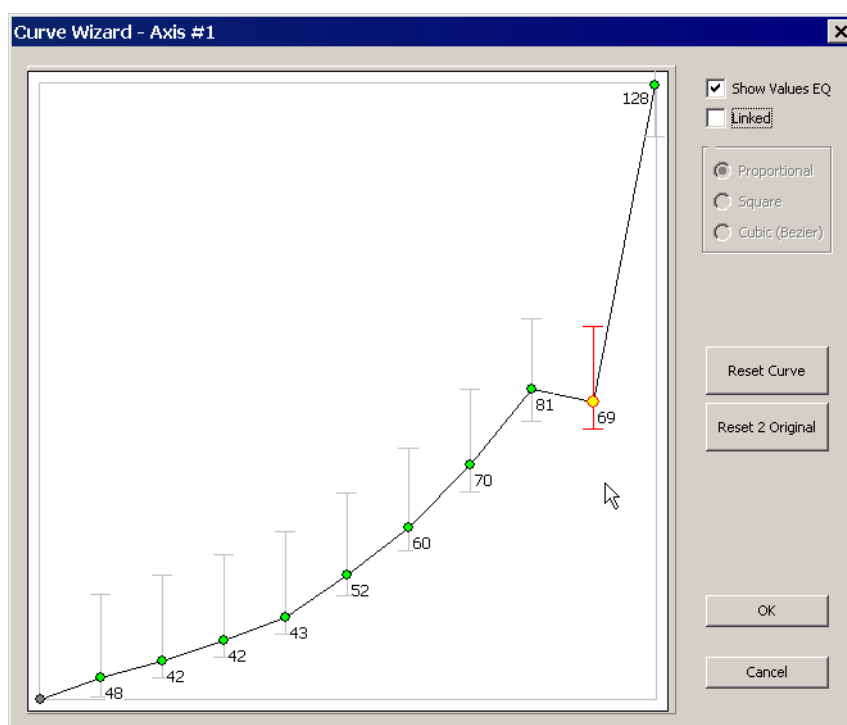 Curve Wizard - Axis #1
128
Show Values EQ
Linked
Proportional
Square
Cubic (Bezier)
Reset Curve
81
69
Reset 2 Original
70
60
52
43
42
42
48
OK
Cancel